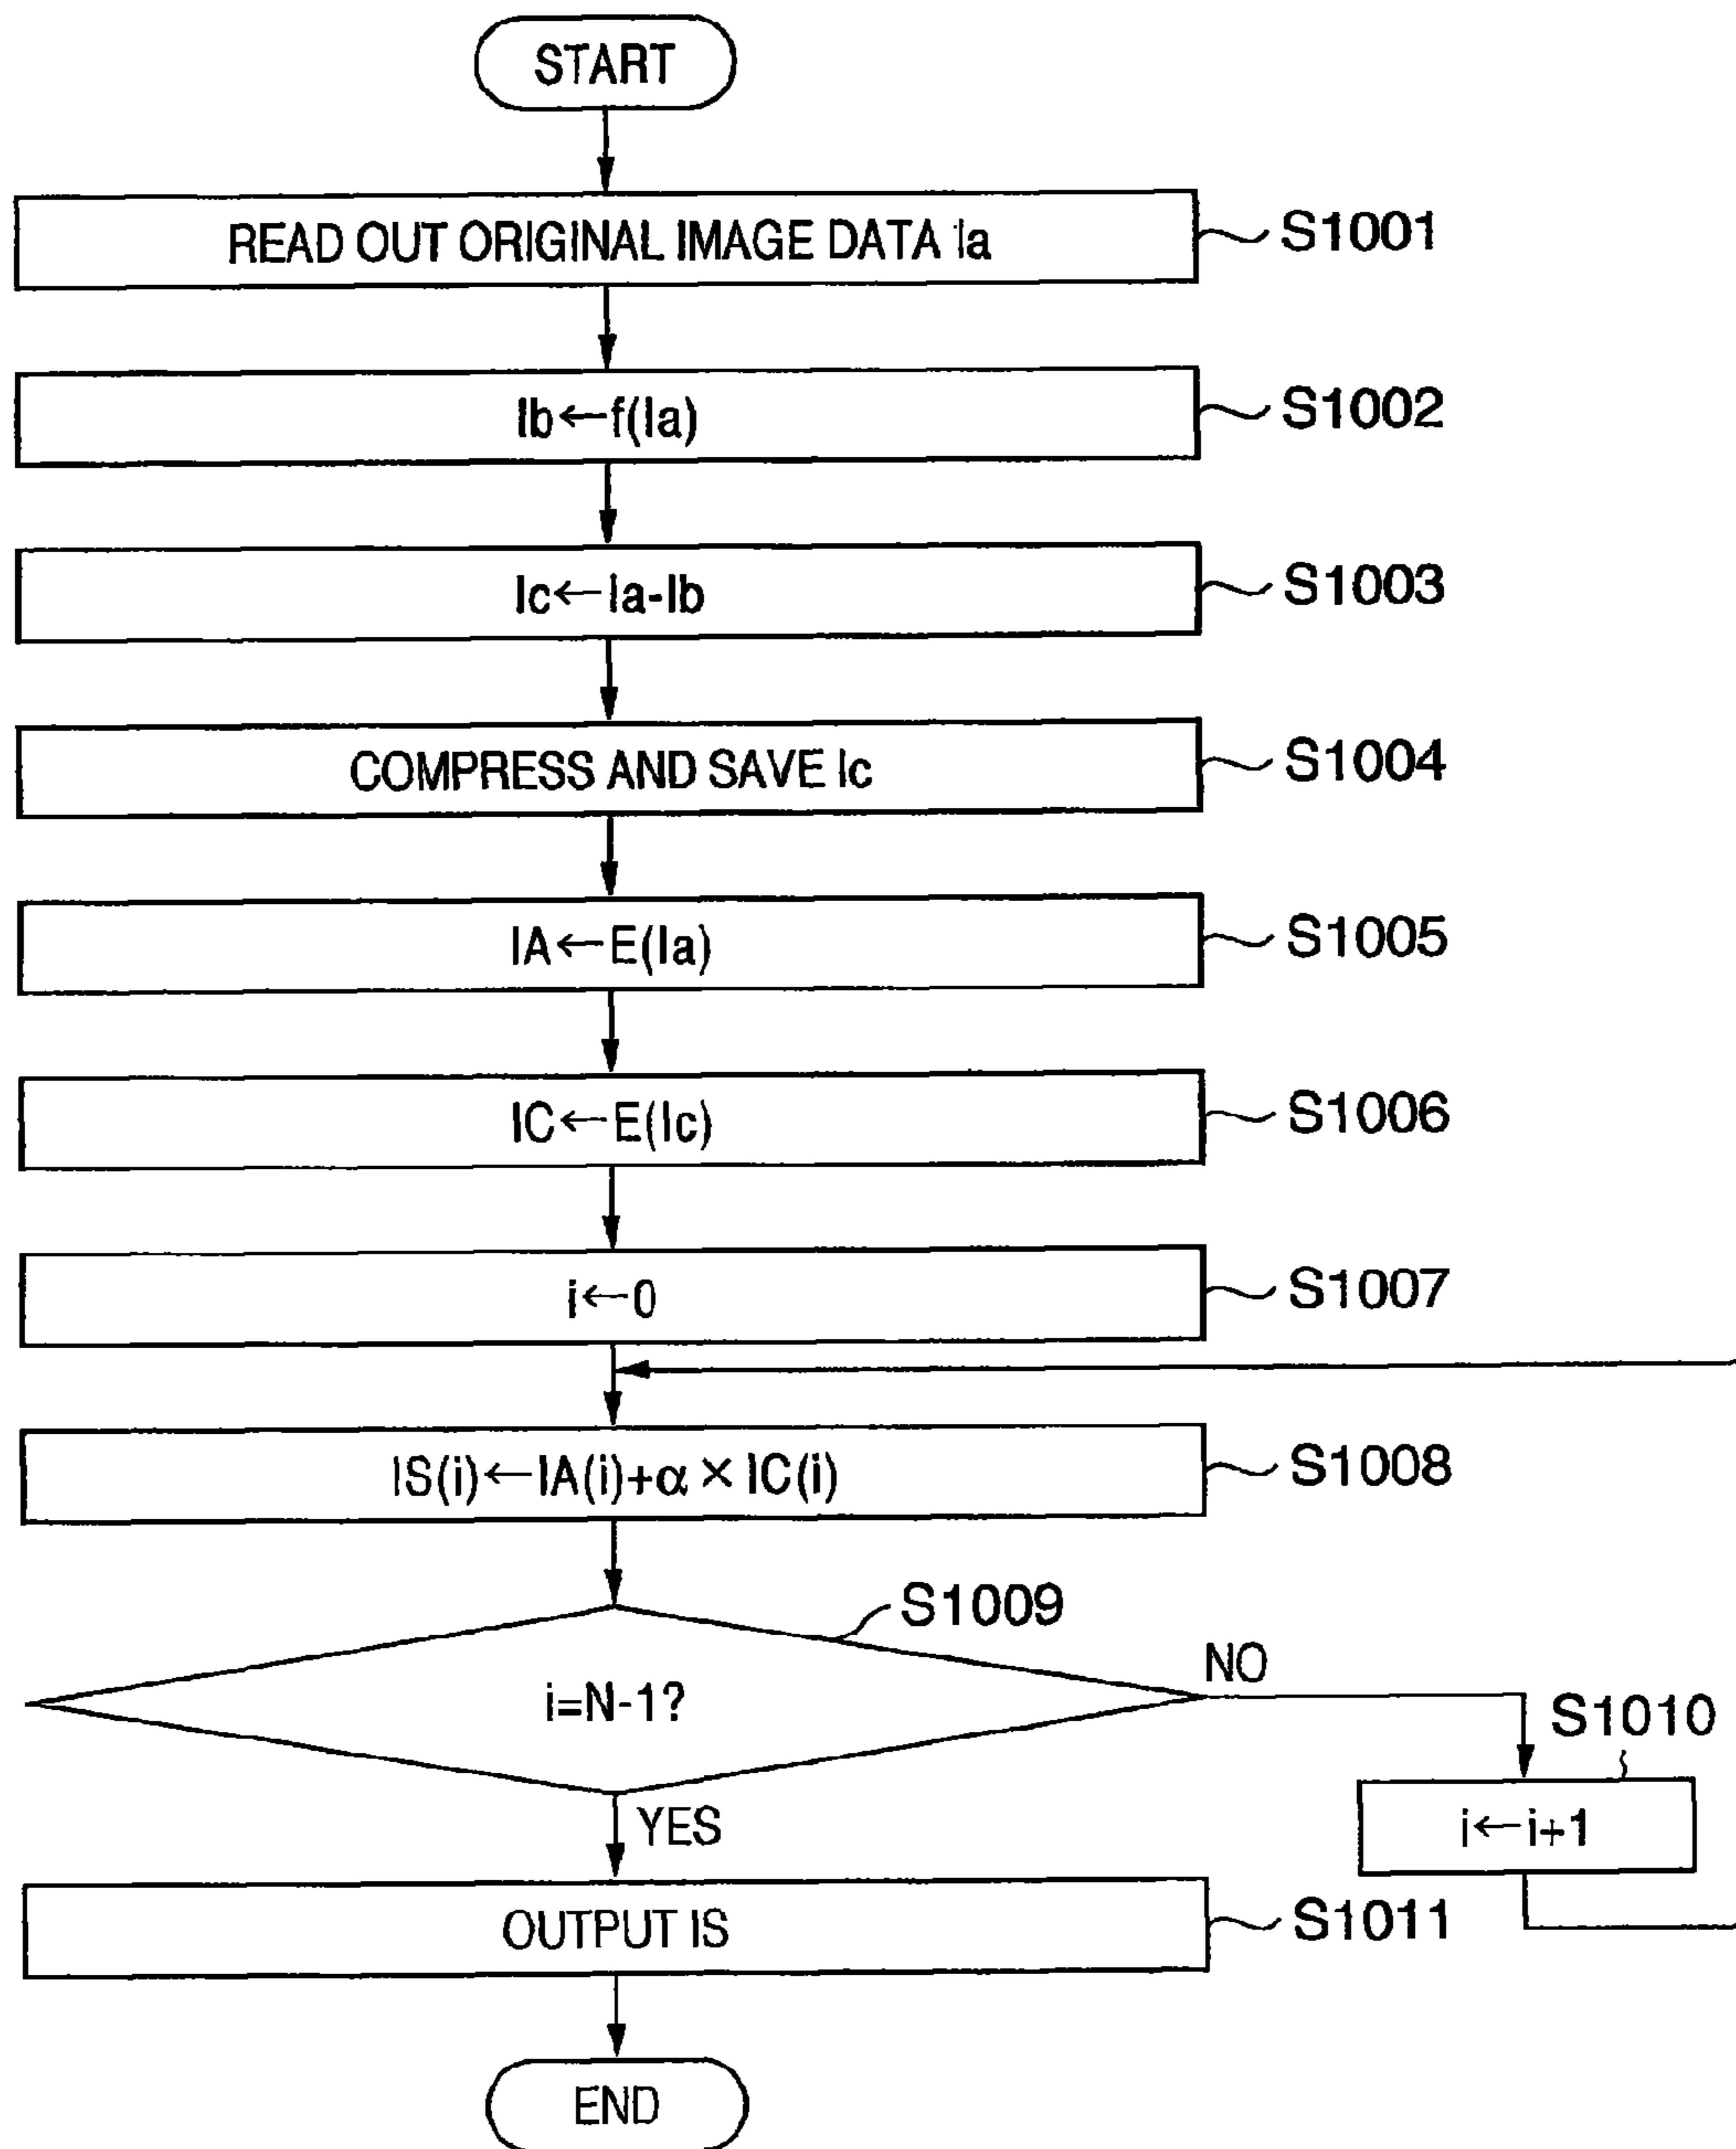 START
READ OUT ORIGINAL IMAGE DATA Ia
S1001
Ib←f(Ia)
S1002
Ic←Ia-Ib
S1003
COMPRESS AND SAVE Ic
S1004
IA←E(Ia)
S1005
IC←E(Ic)
S1006
i←0
S1007
IS(i)←IA(i)+α×IC(i)
S1008
S1009
i=N-1?
NO
S1010
i←i+1
YES
OUTPUT IS
S1011
END